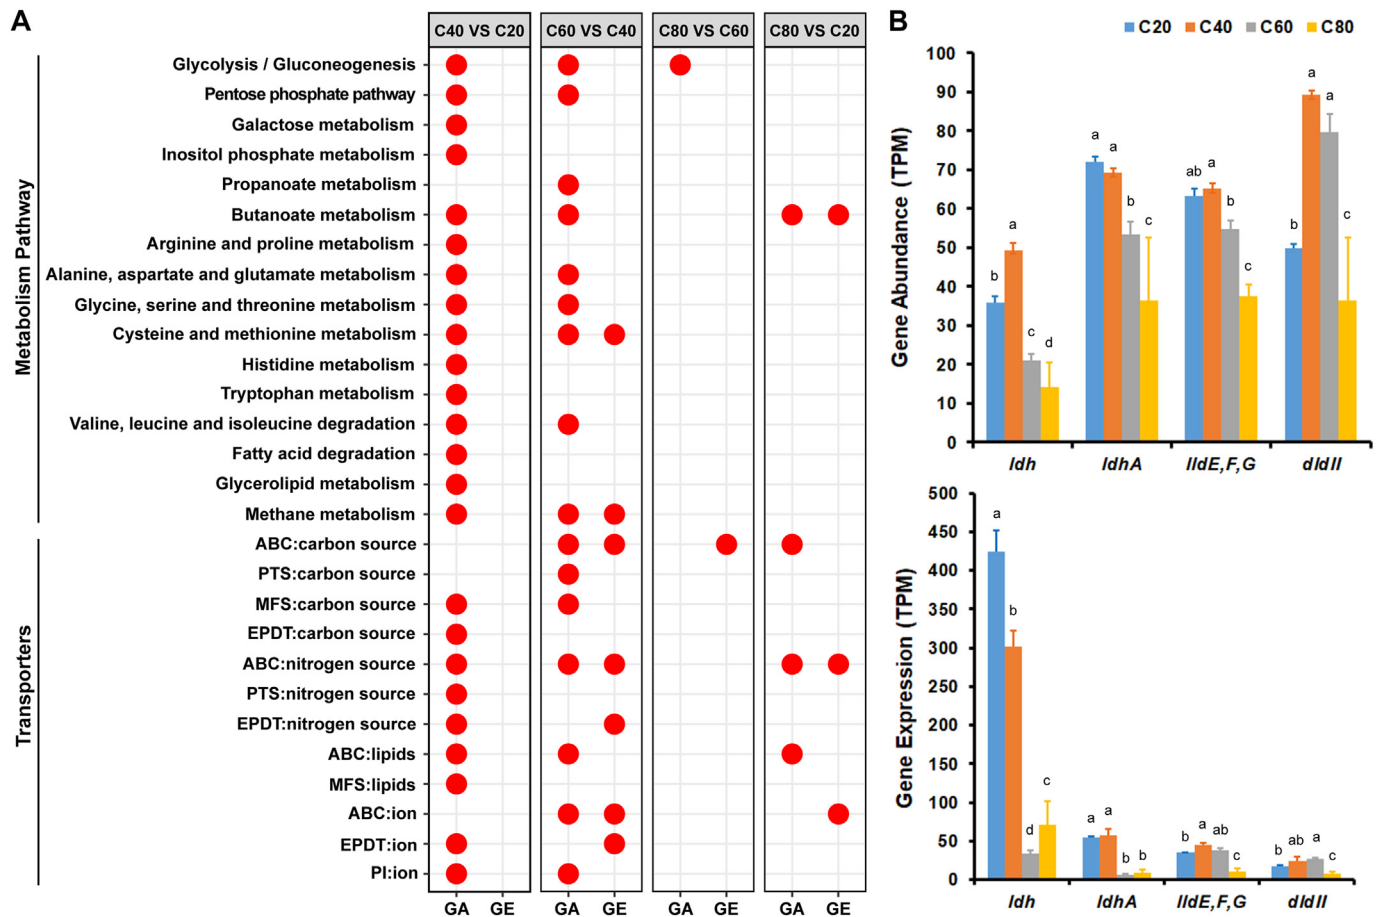 A
C40 VS C20
C60 VS C40
C80 VS C60
C80 VS C20
Metabolism Pathway
Glycolysis / Gluconeogenesis
Pentose phosphate pathway
Galactose metabolism
Inositol phosphate metabolism
Propanoate metabolism
Butanoate metabolism
Arginine and proline metabolism
Alanine, aspartate and glutamate metabolism
Glycine, serine and threonine metabolism
Cysteine and methionine metabolism
Histidine metabolism
Tryptophan metabolism
Valine, leucine and isoleucine degradation
Fatty acid degradation
Glycerolipid metabolism
Methane metabolism
Transporters
ABC:carbon source
PTS:carbon source
MFS:carbon source
EPDT:carbon source
ABC:nitrogen source
PTS:nitrogen source
EPDT:nitrogen source
ABC:lipids
MFS:lipids
ABC:ion
EPDT:ion
PI:ion
GA GE GA GE GA GE GA GE
B
C20 C40 C60 C80
Gene Abundance (TPM)
100
90
80
70
60
50
40
30
20
10
0
b a c d
a a b c
ab a b c
b a a c
ldh ldhA lldE,F,G dldII
Gene Expression (TPM)
500
450
400
350
300
250
200
150
100
50
0
a b d c
a a b b
b a ab c
b ab a c
ldh ldhA lldE,F,G dldII